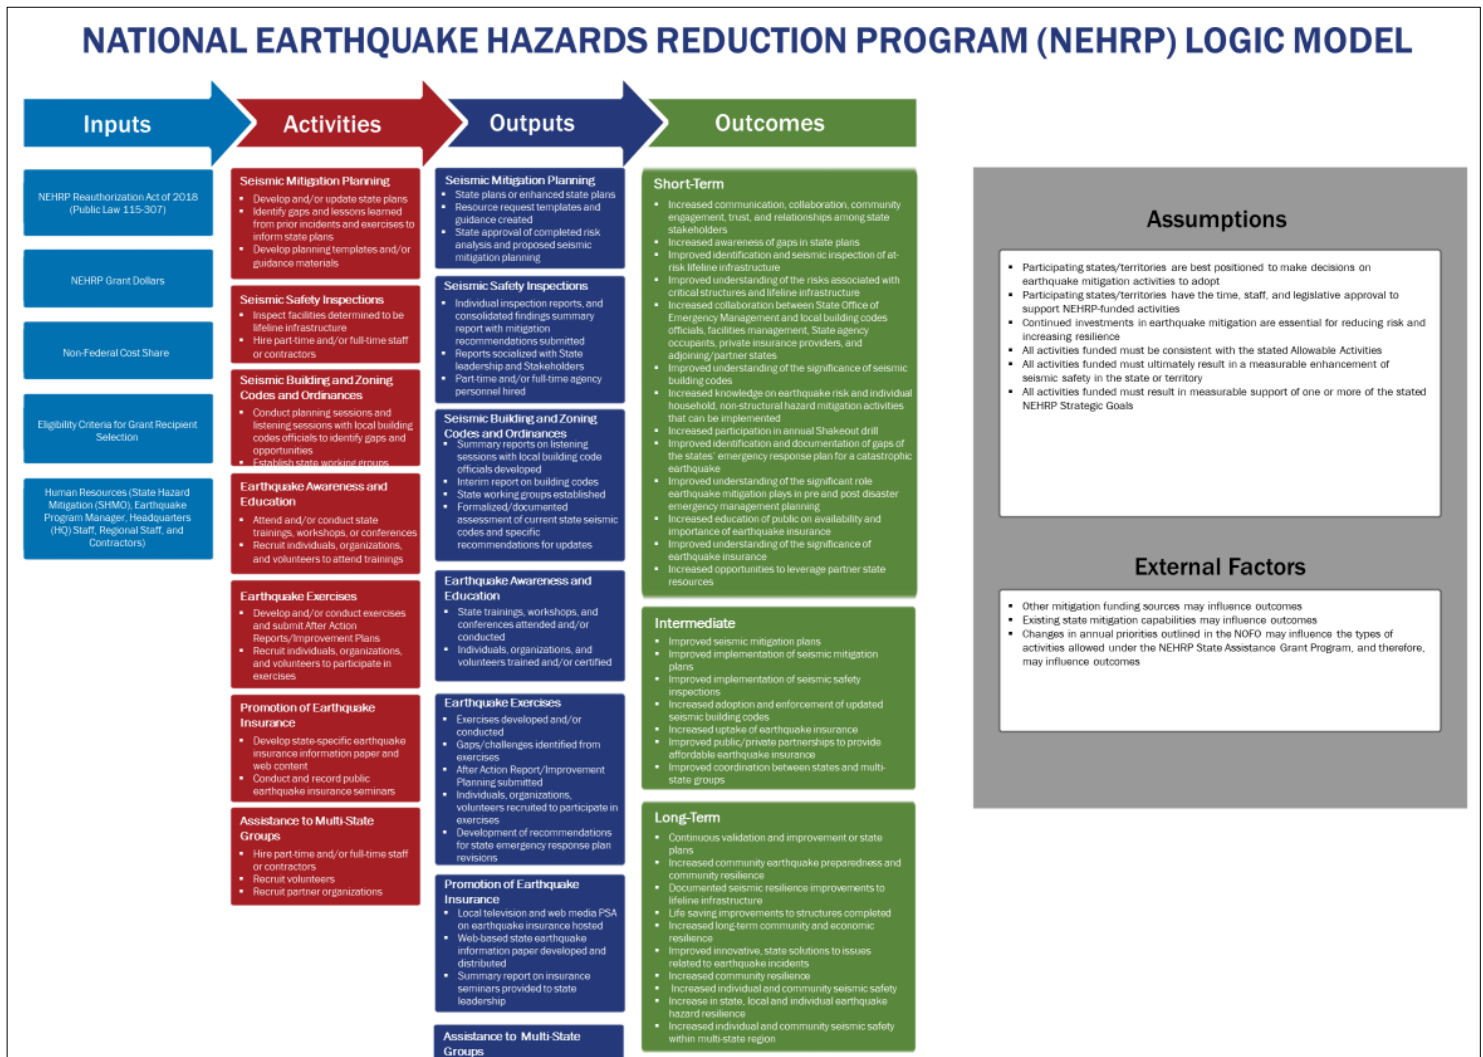 NATIONAL EARTHQUAKE HAZARDS REDUCTION PROGRAM (NEHRP) LOGIC MODEL
Inputs
NEHRP Reauthorization Act of 2018
(Public Law 115-307)
NEHRP Grant Dollars
Non-Federal Cost Share
Eligibility Criteria for Grant Recipient
Selection
Human Resources (State Hazard
Mitigation (SHMO), Earthquake
Program Manager, Headquarters
(HQ) Staff, Regional Staff, and
Contractors)
Activities
Seismic Mitigation Planning
▪ Develop and/or update state plans
▪ Identify gaps and lessons learned
from prior incidents and exercises to
inform state plans
▪ Develop planning templates and/or
guidance materials
Seismic Safety Inspections
▪ Inspect facilities determined to be
lifeline infrastructure
▪ Hire part-time and/or full-time staff
or contractors
Seismic Building and Zoning
Codes and Ordinances
▪ Conduct planning sessions and
listening sessions with local building
codes officials to identify gaps and
opportunities
▪ Establish state working groups
Earthquake Awareness and
Education
▪ Attend and/or conduct state
trainings, workshops, or conferences
▪ Recruit individuals, organizations,
and volunteers to attend trainings
Earthquake Exercises
▪ Develop and/or conduct exercises
and submit After Action
Reports/Improvement Plans
▪ Recruit individuals, organizations,
and volunteers to participate in
exercises
Promotion of Earthquake
Insurance
▪ Develop state-specific earthquake
insurance information paper and
web content
▪ Conduct and record public
earthquake insurance seminars
Assistance to Multi-State
Groups
▪ Hire part-time and/or full-time staff
or contractors
▪ Recruit volunteers
▪ Recruit partner organizations
Outputs
Seismic Mitigation Planning
▪ State plans or enhanced state plans
▪ Resource request templates and
guidance created
▪ State approval of completed risk
analysis and proposed seismic
mitigation planning
Seismic Safety Inspections
▪ Individual inspection reports, and
consolidated findings summary
report with mitigation
recommendations submitted
▪ Reports socialized with State
leadership and Stakeholders
▪ Part-time and/or full-time agency
personnel hired
Seismic Building and Zoning
Codes and Ordinances
▪ Summary reports on listening
sessions with local building code
officials developed
▪ Interim report on building codes
▪ State working groups established
▪ Formalized/documented
assessment of current state seismic
codes and specific
recommendations for updates
Earthquake Awareness and
Education
▪ State trainings, workshops, and
conferences attended and/or
conducted
▪ Individuals, organizations, and
volunteers trained and/or certified
Earthquake Exercises
▪ Exercises developed and/or
conducted
▪ Gaps/challenges identified from
exercises
▪ After Action Report/Improvement
Planning submitted
▪ Individuals, organizations,
volunteers recruited to participate in
exercises
▪ Development of recommendations
for state emergency response plan
revisions
Promotion of Earthquake
Insurance
▪ Local television and web media PSA
on earthquake insurance hosted
▪ Web-based state earthquake
information paper developed and
distributed
▪ Summary report on insurance
seminars provided to state
leadership
Assistance to Multi-State
Groups
Outcomes
Short-Term
▪ Increased communication, collaboration, community
engagement, trust, and relationships among state
stakeholders
▪ Increased awareness of gaps in state plans
▪ Improved identification and seismic inspection of at-
risk lifeline infrastructure
▪ Improved understanding of the risks associated with
critical structures and lifeline infrastructure
▪ Increased collaboration between State Office of
Emergency Management and local building codes
officials, facilities management, State agency
occupants, private insurance providers, and
adjoining/partner states
▪ Improved understanding of the significance of seismic
building codes
▪ Increased knowledge on earthquake risk and individual
household, non-structural hazard mitigation activities
that can be implemented
▪ Increased participation in annual Shakeout drill
▪ Improved identification and documentation of gaps of
the states' emergency response plan for a catastrophic
earthquake
▪ Improved understanding of the significant role
earthquake mitigation plays in pre and post disaster
emergency management planning
▪ Increased education of public on availability and
importance of earthquake insurance
▪ Improved understanding of the significance of
earthquake insurance
▪ Increased opportunities to leverage partner state
resources
Intermediate
▪ Improved seismic mitigation plans
▪ Improved implementation of seismic mitigation
plans
▪ Improved implementation of seismic safety
inspections
▪ Increased adoption and enforcement of updated
seismic building codes
▪ Increased uptake of earthquake insurance
▪ Improved public/private partnerships to provide
affordable earthquake insurance
▪ Improved coordination between states and multi-
state groups
Long-Term
▪ Continuous validation and improvement or state
plans
▪ Increased community earthquake preparedness and
community resilience
▪ Documented seismic resilience improvements to
lifeline infrastructure
▪ Life saving improvements to structures completed
▪ Increased long-term community and economic
resilience
▪ Improved innovative, state solutions to issues
related to earthquake incidents
▪ Increased community resilience
▪ Increased individual and community seismic safety
▪ Increase in state, local and individual earthquake
hazard resilience
▪ Increased individual and community seismic safety
within multi-state region
Assumptions
▪ Participating states/territories are best positioned to make decisions on
earthquake mitigation activities to adopt
▪ Participating states/territories have the time, staff, and legislative approval to
support NEHRP-funded activities
▪ Continued investments in earthquake mitigation are essential for reducing risk and
increasing resilience
▪ All activities funded must be consistent with the stated Allowable Activities
▪ All activities funded must ultimately result in a measurable enhancement of
seismic safety in the state or territory
▪ All activities funded must result in measurable support of one or more of the stated
NEHRP Strategic Goals
External Factors
▪ Other mitigation funding sources may influence outcomes
▪ Existing state mitigation capabilities may influence outcomes
▪ Changes in annual priorities outlined in the NOFO may influence the types of
activities allowed under the NEHRP State Assistance Grant Program, and therefore,
may influence outcomes